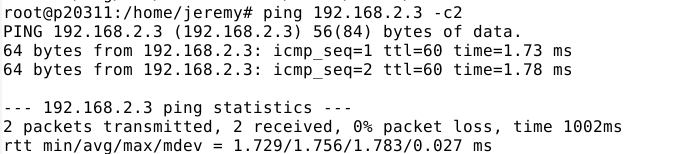 root@p20311:/home/jeremy# ping 192.168.2.3 -c2
PING 192.168.2.3 (192.168.2.3) 56(84) bytes of data.
64 bytes from 192.168.2.3: icmp_seq=1 ttl=60 time=1.73 ms
64 bytes from 192.168.2.3: icmp_seq=2 ttl=60 time=1.78 ms

--- 192.168.2.3 ping statistics ---
2 packets transmitted, 2 received, 0% packet loss, time 1002ms
rtt min/avg/max/mdev = 1.729/1.756/1.783/0.027 ms